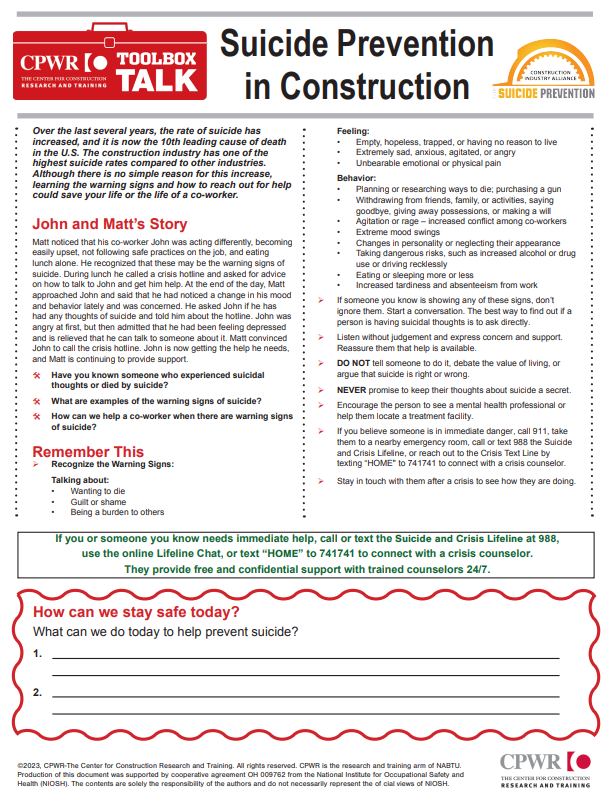 CPWR
THE CENTER FOR CONSTRUCTION
RESEARCH AND TRAINING
TOOLBOX
TALK
Suicide Prevention
in Construction
CONSTRUCTION
INDUSTRY ALLIANCE
FOR
SUICIDE PREVENTION
Over the last several years, the rate of suicide has
increased, and it is now the 10th leading cause of death
in the U.S. The construction industry has one of the
highest suicide rates compared to other industries.
Although there is no simple reason for this increase,
learning the warning signs and how to reach out for help
could save your life or the life of a co-worker.
John and Matt's Story
Matt noticed that his co-worker John was acting differently, becoming
easily upset, not following safety practices on the job, and eating
lunch alone. He recognized that these may be the warning signs of
suicide. During lunch he called a crisis hotline and asked for advice
on how to talk to John and get him help. At the end of the day, Matt
approached John and said that he had noticed a change in his mood
and behavior lately and was concerned. He asked John if he has
had any thoughts of suicide and told him about the hotline. John was
angry at first, but then admitted that he had been feeling depressed
and is relieved that he can talk to someone about it. Matt convinced
John to call the crisis hotline. John is now getting the help he needs,
and Matt is continuing to provide support.
Have you known someone who experienced suicidal
thoughts or died by suicide?
What are examples of the warning signs of suicide?
How can we help a co-worker when there are warning signs
of suicide?
Remember This
➢ Recognize the Warning Signs:
Talking about:
• Wanting to die
• Guilt or shame
• Being a burden to others
Feeling:
• Empty, hopeless, trapped, or having no reason to live
• Extremely sad, anxious, agitated, or angry
• Unbearable emotional or physical pain
Behavior:
• Planning or researching ways to die; purchasing a gun
• Withdrawing from friends, family, or activities, saying
goodbye, giving away possessions, or making a will
• Agitation or rage – increased conflict among co-workers
• Extreme mood swings
• Changes in personality or neglecting their appearance
• Taking dangerous risks, such as increased alcohol or drug
use or driving recklessly
• Eating or sleeping more or less
• Increased tardiness and absenteeism from work
➢ If someone you know is showing any of these signs, don't
ignore them. Start a conversation. The best way to find out if a
person is having suicidal thoughts is to ask directly.
➢ Listen without judgement and express concern and support.
Reassure them that help is available.
➢ DO NOT tell someone to do it, debate the value of living, or
argue that suicide is right or wrong.
➢ NEVER promise to keep their thoughts about suicide a secret.
➢ Encourage the person to see a mental health professional or
help them locate a treatment facility.
➢ If you believe someone is in immediate danger, call 911, take
them to a nearby emergency room, call or text 988 the Suicide
and Crisis Lifeline, or reach out to the Crisis Text Line by
texting "HOME" to 741741 to connect with a crisis counselor.
➢ Stay in touch with them after a crisis to see how they are doing.
If you or someone you know needs immediate help, call or text the Suicide and Crisis Lifeline at 988,
use the online Lifeline Chat, or text "HOME" to 741741 to connect with a crisis counselor.
They provide free and confidential support with trained counselors 24/7.
How can we stay safe today?
What can we do today to help prevent suicide?
1.
2.
©2023, CPWR-The Center for Construction Research and Training. All rights reserved. CPWR is the research and training arm of NABTU.
Production of this document was supported by cooperative agreement OH 009762 from the National Institute for Occupational Safety and
Health (NIOSH). The contents are solely the responsibility of the authors and do not necessarily represent the of cial views of NIOSH.
CPWR
THE CENTER FOR CONSTRUCTION
RESEARCH AND TRAINING